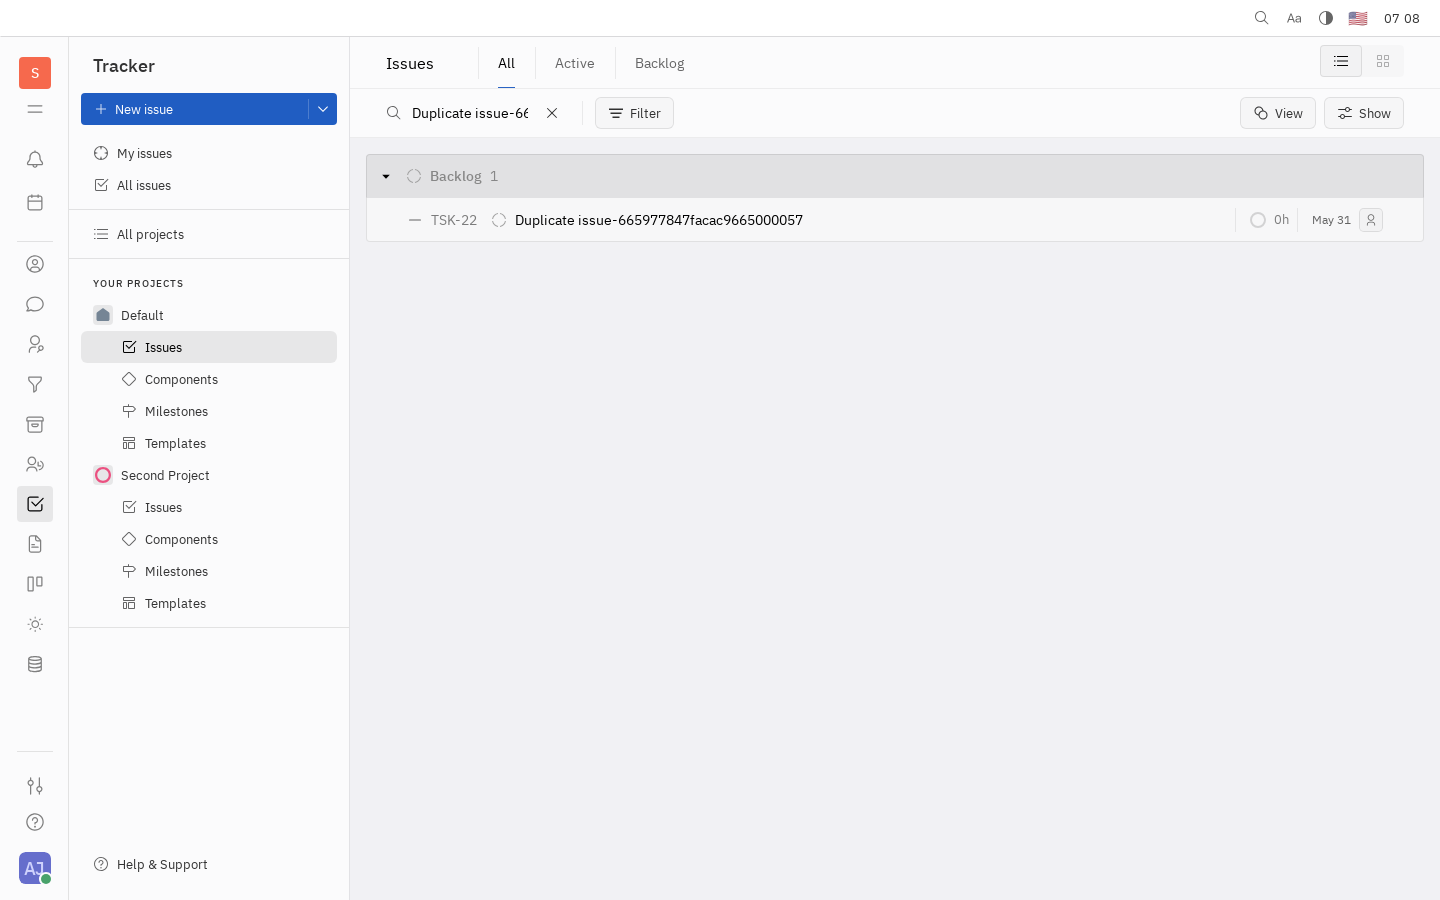 Aa
07 08
S
Tracker
New issue
My issues
All issues
All projects
YOUR PROJECTS
Default
Issues
Components
Milestones
Templates
Second Project
Issues
Components
Milestones
Templates
Help & Support
AJ
Issues
All
Active
Backlog
Duplicate issue-66
Filter
View
Show
Backlog 1
TSK-22
Duplicate issue-665977847facac9665000057
0h
May 31